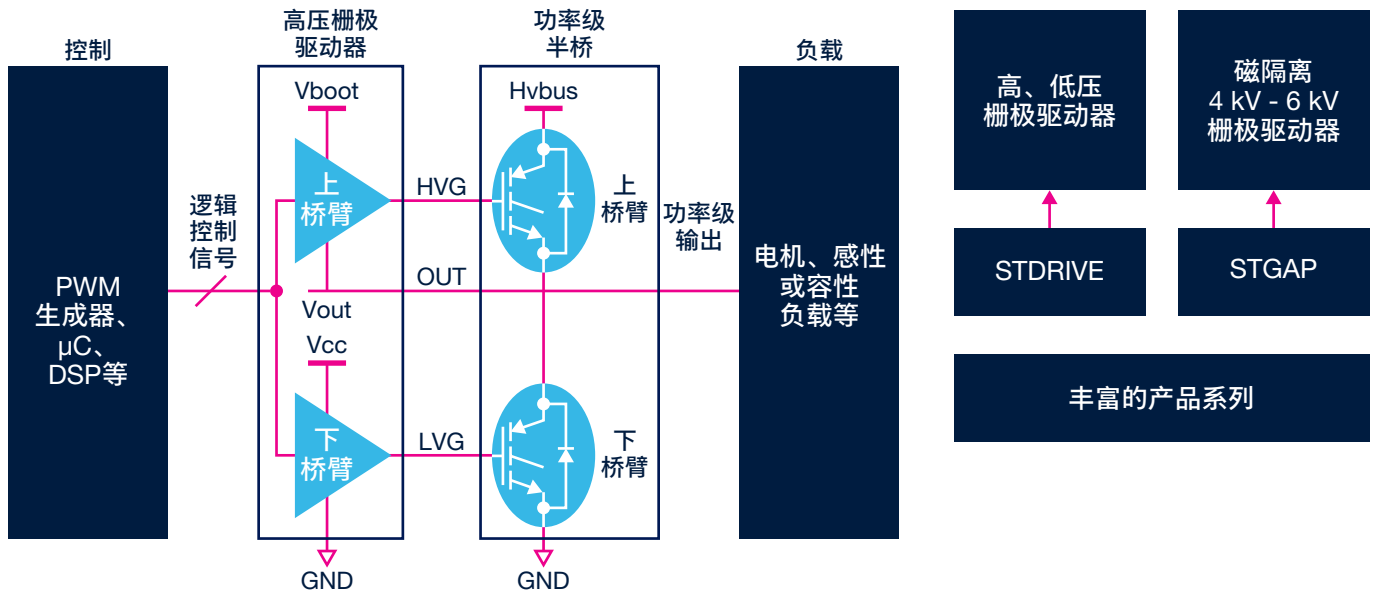 控制
PWM
生成器、
µC、
DSP等
逻辑
控制
信号
高压栅极
驱动器
Vboot
上
桥臂
Vout
Vcc
下
桥臂
GND
HVG
OUT
LVG
功率级
半桥
Hvbus
上
桥臂
下
桥臂
GND
功率级
输出
负载
电机、感性
或容性
负载等
高、低压
栅极驱动器
磁隔离
4 kV - 6 kV
栅极驱动器
STDRIVE
STGAP
丰富的产品系列